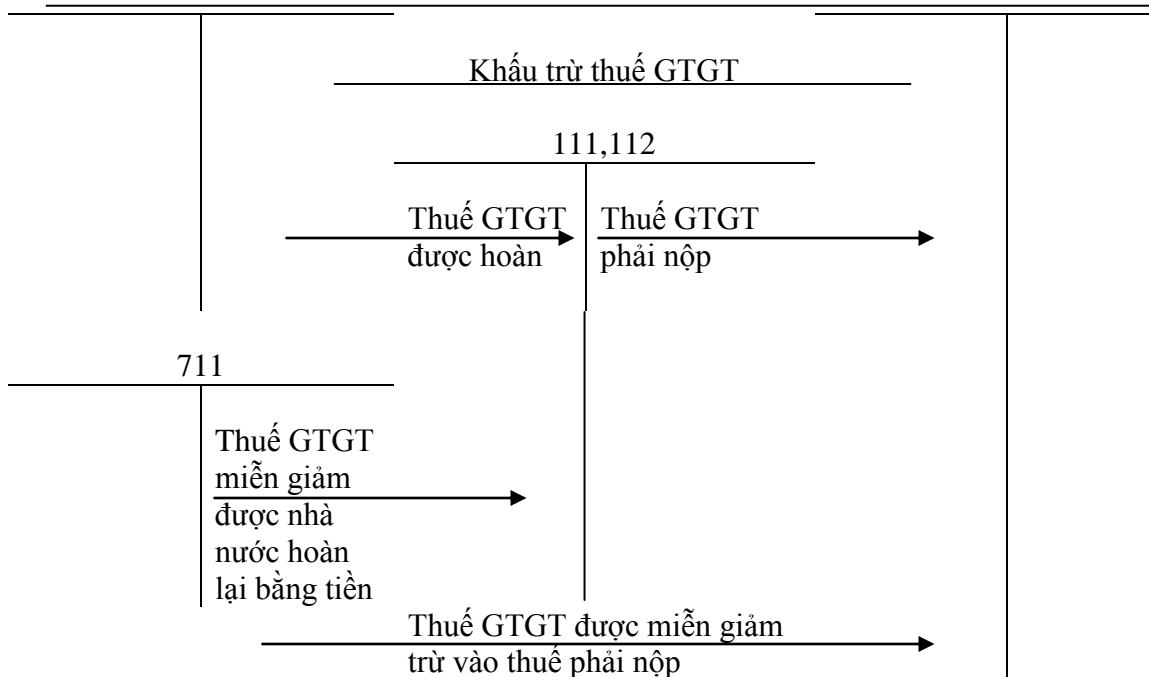 Khấu trừ thuế GTGT
111,112
Thuế GTGT
được hoàn
Thuế GTGT
phải nộp
711
Thuế GTGT
miễn giảm
được nhà
nước hoàn
lại bằng tiền
Thuế GTGT được miễn giảm
trừ vào thuế phải nộp